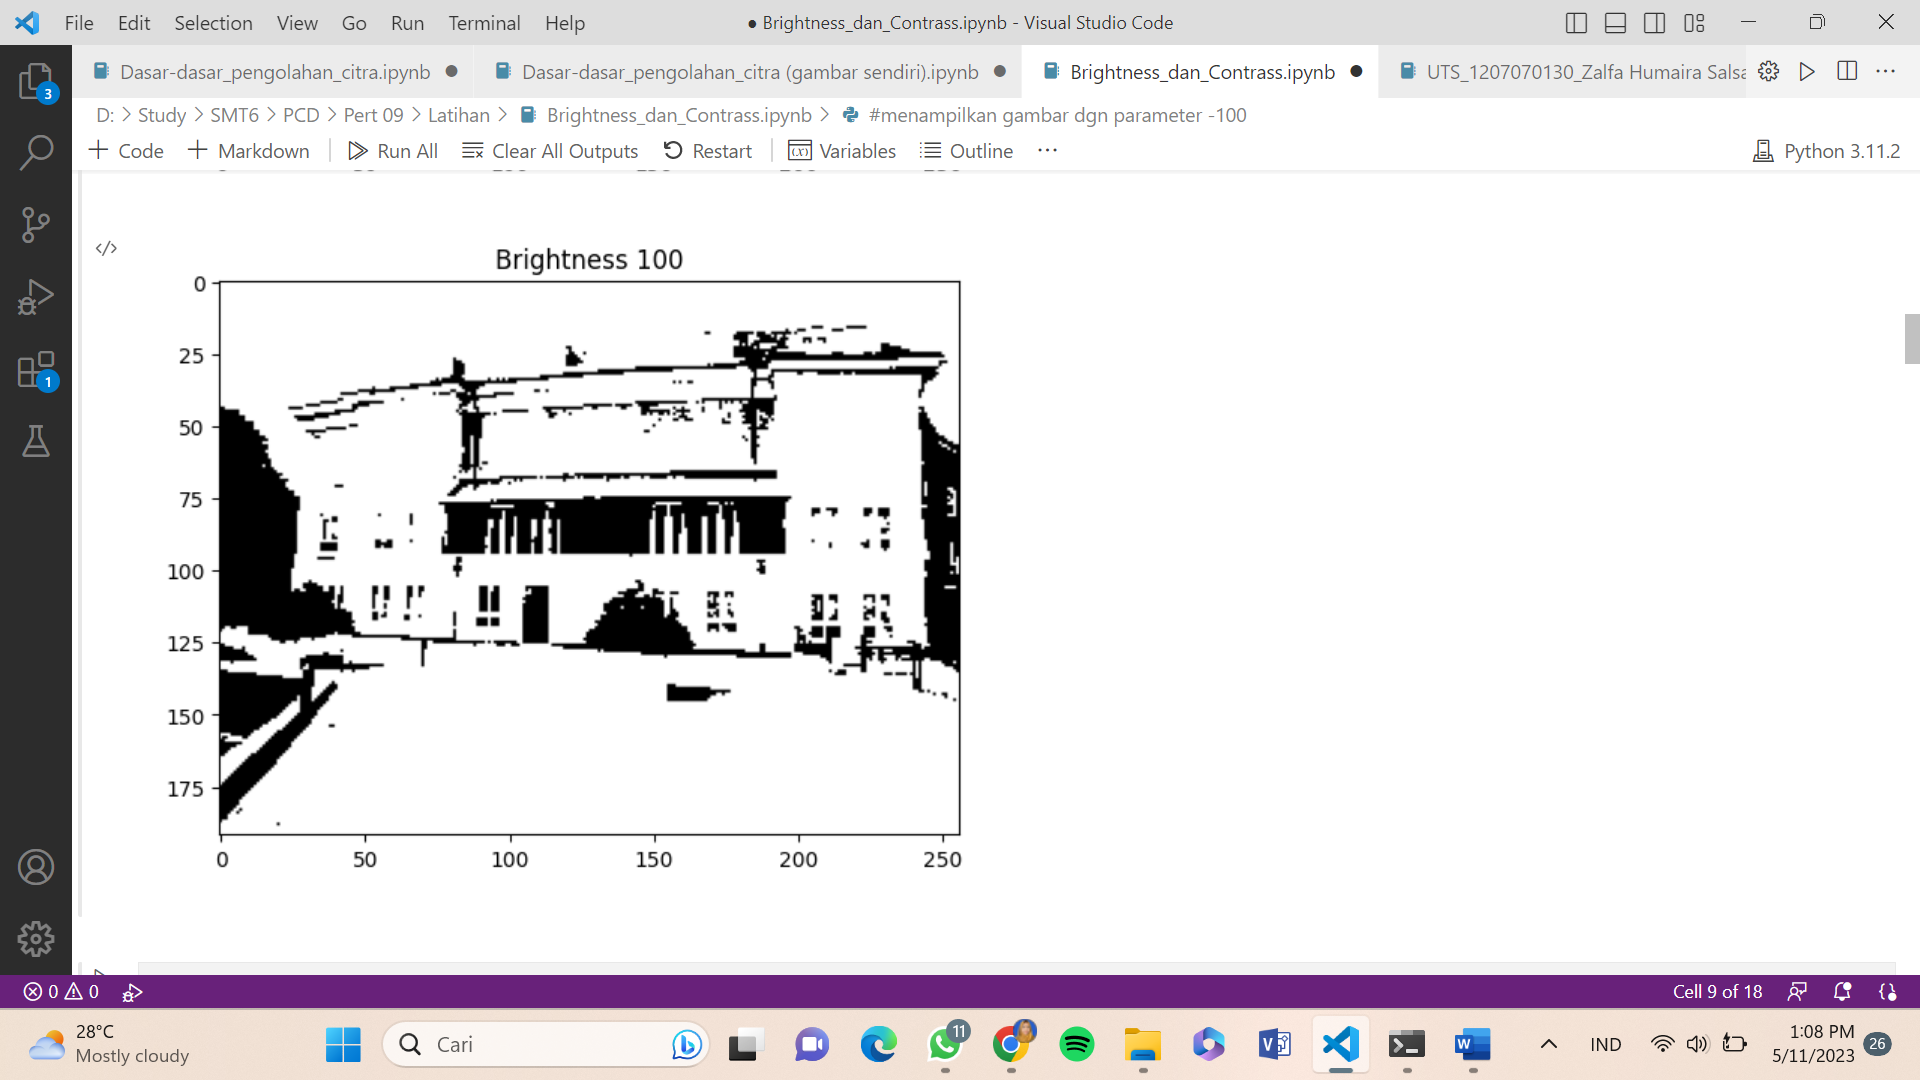 File Edit Selection View Go Run Terminal Help
● Brightness_dan_Contrass.ipynb - Visual Studio Code
Dasar-dasar_pengolahan_citra.ipynb
Dasar-dasar_pengolahan_citra (gambar sendiri).ipynb
Brightness_dan_Contrass.ipynb
UTS_1207070130_Zalfa Humaira Salsa
D: > Study > SMT6 > PCD > Pert 09 > Latihan > Brightness_dan_Contrass.ipynb > #menampilkan gambar dgn parameter -100
+ Code + Markdown Run All Clear All Outputs Restart Variables Outline ...
Python 3.11.2
3
1
Brightness 100
0
25
50
75
100
125
150
175
0 50 100 150 200 250
0 0
Cell 9 of 18
28°C
Mostly cloudy
Cari
11
IND
1:08 PM
5/11/2023
26